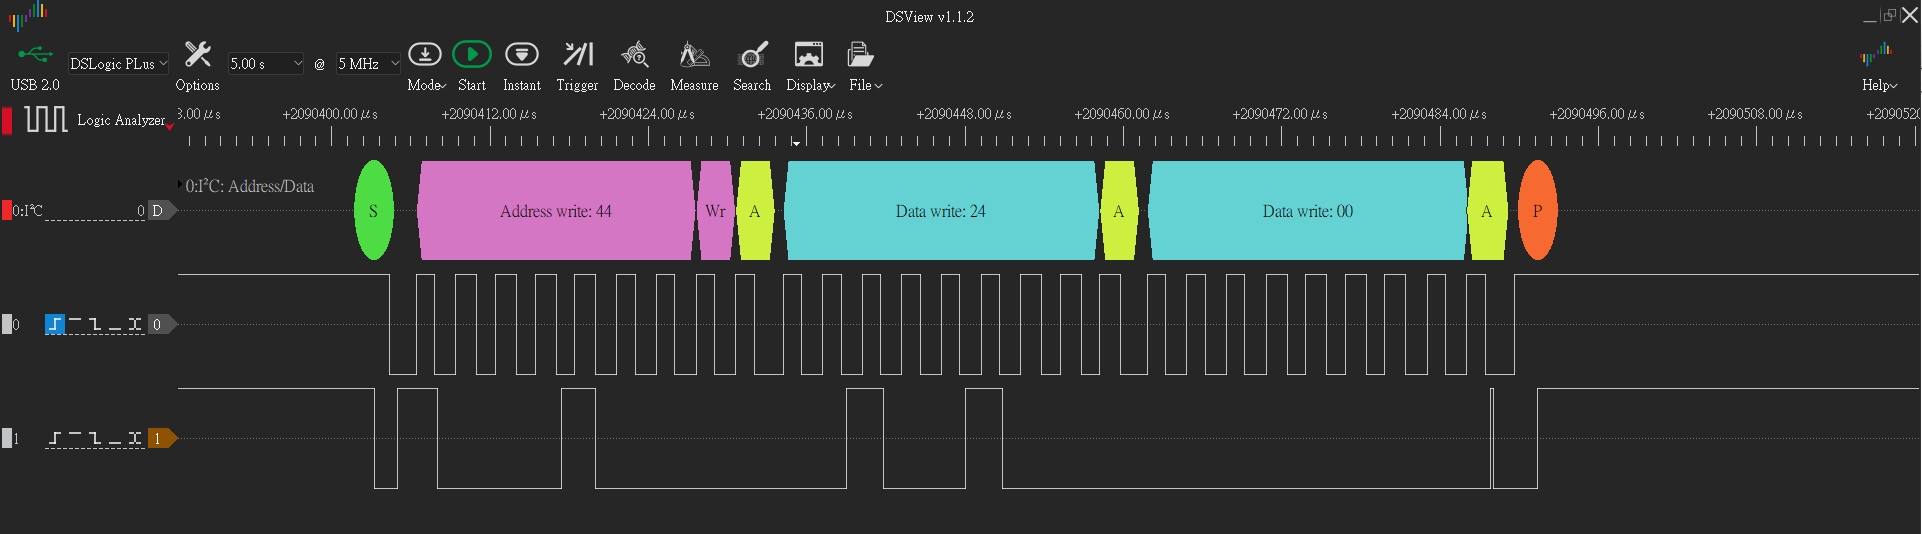 DSView v1.1.2
USB 2.0
DSLogic PLus
Options
5.00 s
@
5 MHz
Mode
Start
Instant
Trigger
Decode
Measure
Search
Display
File
Help
Logic Analyzer
3.00 μs +2090400.00 μs +2090412.00 μs +2090424.00 μs +2090436.00 μs +2090448.00 μs +2090460.00 μs +2090472.00 μs +2090484.00 μs +2090496.00 μs +2090508.00 μs +2090520
0:I²C: Address/Data
0:I²C 0 D
S Address write: 44 Wr A Data write: 24 A Data write: 00 A P
0 0
1 1